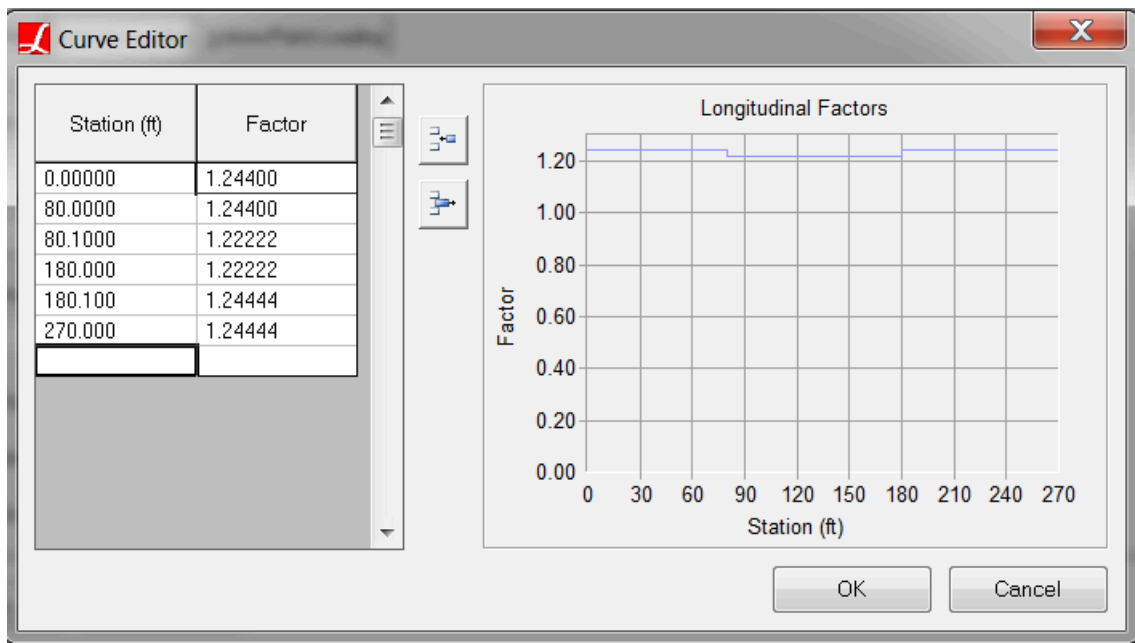 Curve Editor
Station (ft) Factor
0.00000 1.24400
80.0000 1.24400
80.1000 1.22222
180.000 1.22222
180.100 1.24444
270.000 1.24444
Longitudinal Factors
1.20
1.00
0.80
0.60
0.40
0.20
0.00
Factor
0 30 60 90 120 150 180 210 240 270
Station (ft)
OK Cancel